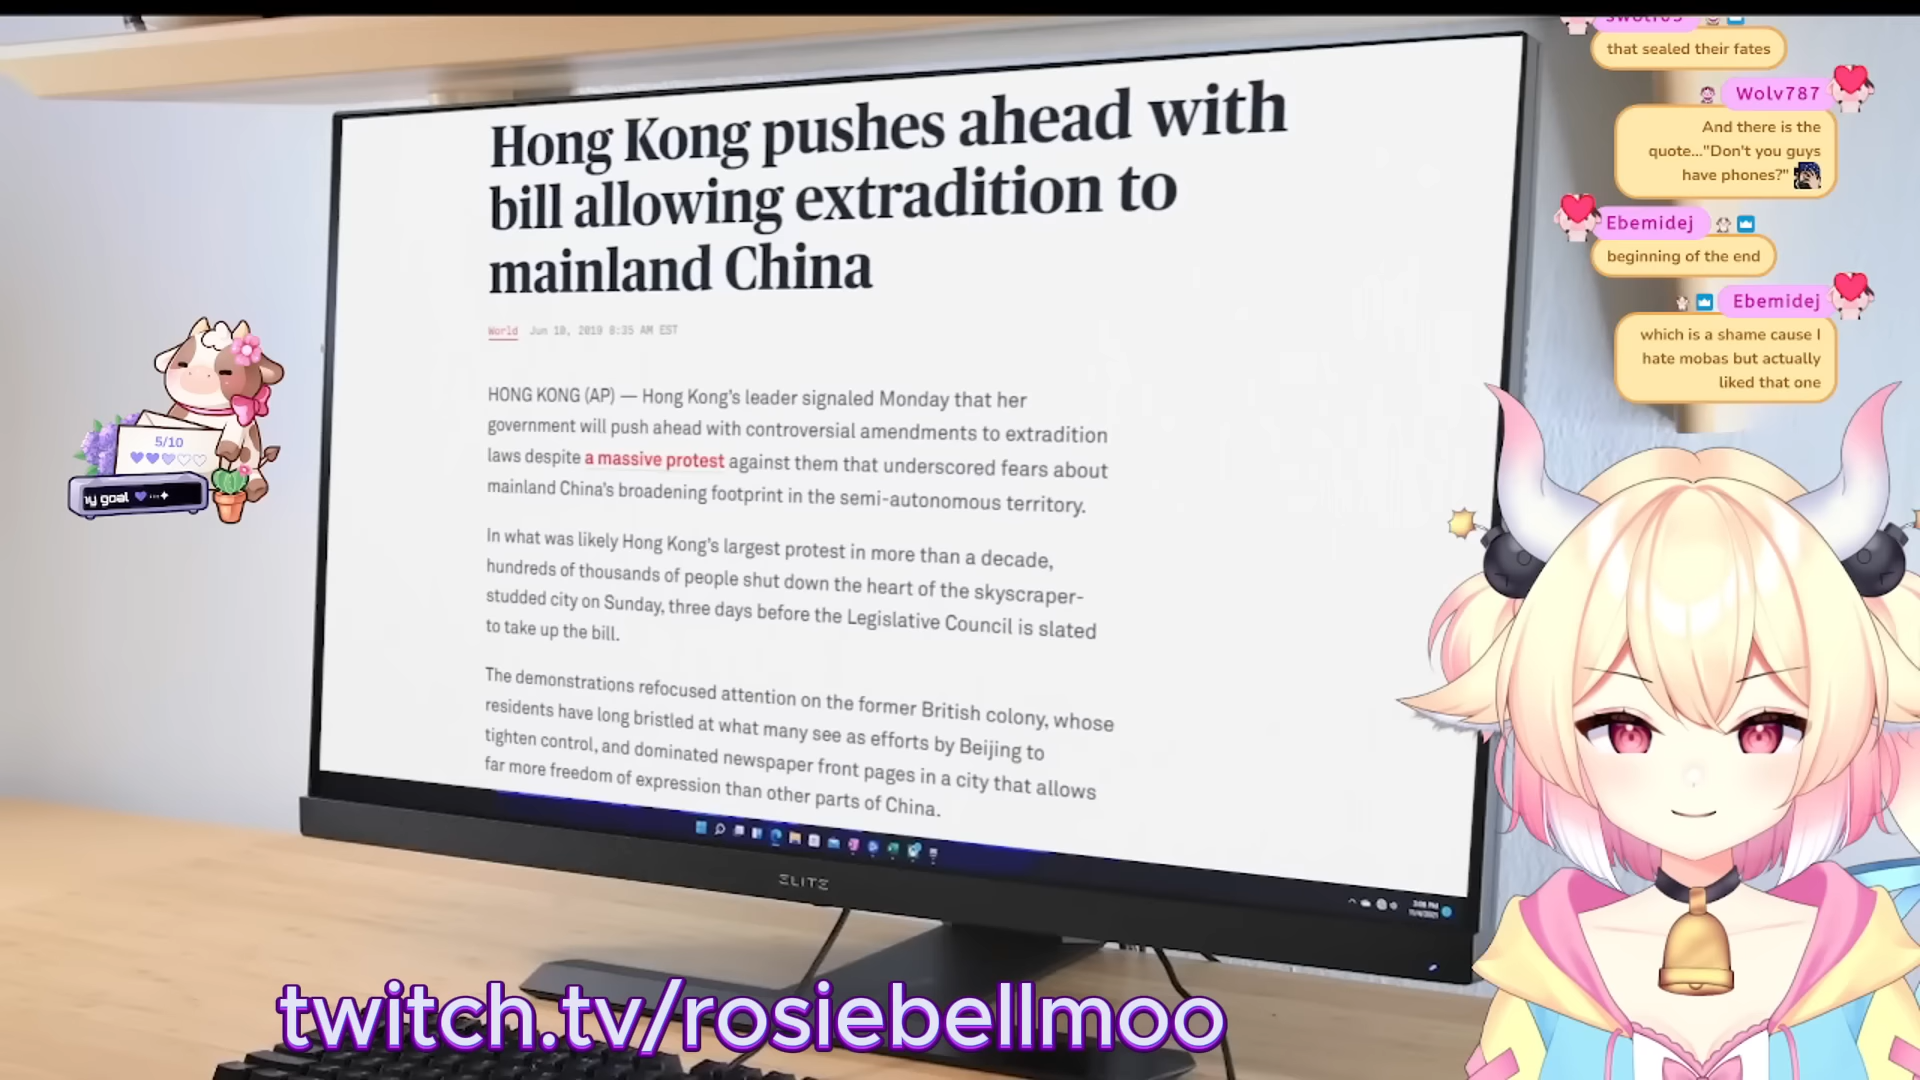 Hong Kong pushes ahead with
bill allowing extradition to
mainland China
World Jun 10, 2019 8:35 AM EST
HONG KONG (AP) — Hong Kong's leader signaled Monday that her
government will push ahead with controversial amendments to extradition
laws despite a massive protest against them that underscored fears about
mainland China's broadening footprint in the semi-autonomous territory.
In what was likely Hong Kong's largest protest in more than a decade,
hundreds of thousands of people shut down the heart of the skyscraper-
studded city on Sunday, three days before the Legislative Council is slated
to take up the bill.
The demonstrations refocused attention on the former British colony, whose
residents have long bristled at what many see as efforts by Beijing to
tighten control, and dominated newspaper front pages in a city that allows
far more freedom of expression than other parts of China.
ELITE
5/10
goal
twitch.tv/rosiebellmoo
that sealed their fates
Wolv787
And there is the
quote..."Don't you guys
have phones?"
Ebemidej
beginning of the end
Ebemidej
which is a shame cause I
hate mobas but actually
liked that one